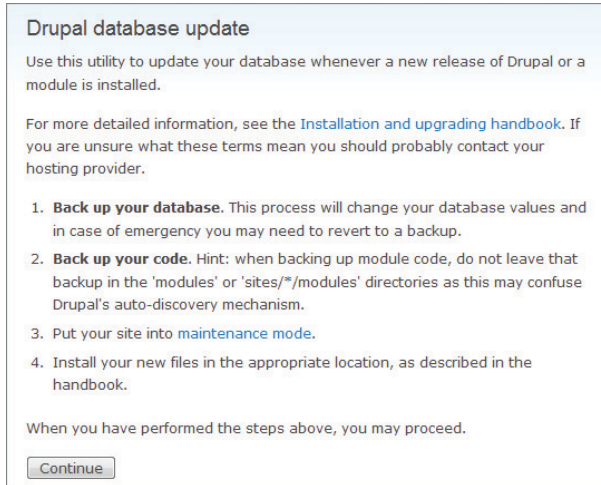 Drupal database update
Use this utility to update your database whenever a new release of Drupal or a
module is installed.
For more detailed information, see the Installation and upgrading handbook. If
you are unsure what these terms mean you should probably contact your
hosting provider.
1. Back up your database. This process will change your database values and
in case of emergency you may need to revert to a backup.
2. Back up your code. Hint: when backing up module code, do not leave that
backup in the 'modules' or 'sites/*/modules' directories as this may confuse
Drupal's auto-discovery mechanism.
3. Put your site into maintenance mode.
4. Install your new files in the appropriate location, as described in the
handbook.
When you have performed the steps above, you may proceed.
Continue